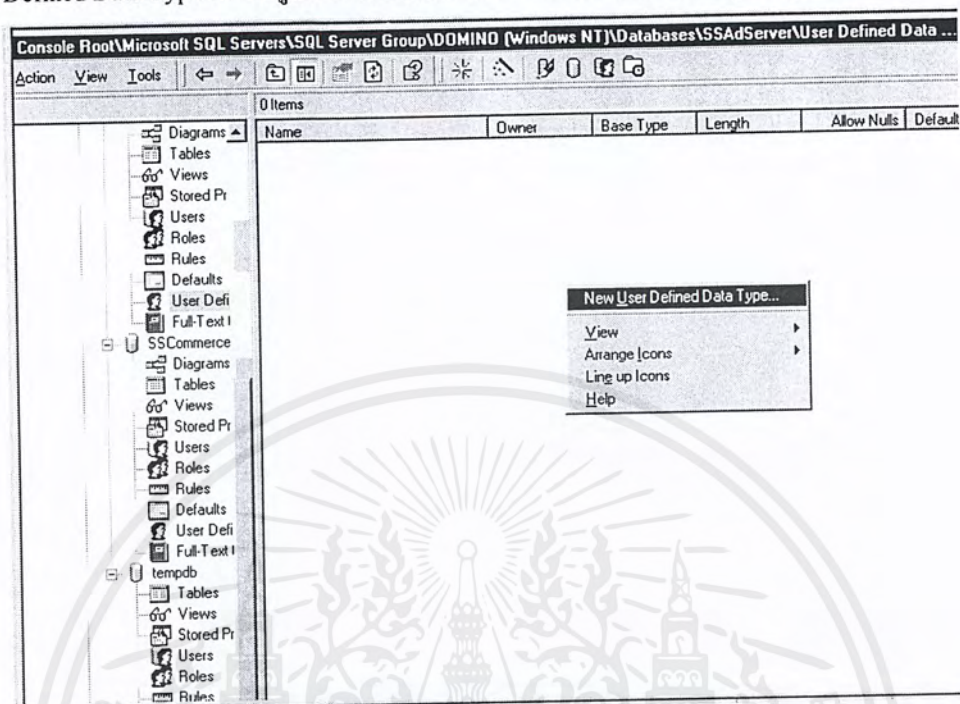 Console Root\Microsoft SQL Servers\SQL Server Group\DOMINO (Windows NT)\Databases\SSAdServer\User Defined Data ...
Action View Tools
0 Items
Name Owner Base Type Length Allow Nulls Default
Diagrams
Tables
Views
Stored Pr
Users
Roles
Rules
Defaults
User Defi
Full-Text I
SSCommerce
Diagrams
Tables
Views
Stored Pr
Users
Roles
Rules
Defaults
User Defi
Full-Text I
tempdb
Tables
Views
Stored Pr
Users
Roles
Rules
New User Defined Data Type...
View
Arrange Icons
Line up Icons
Help